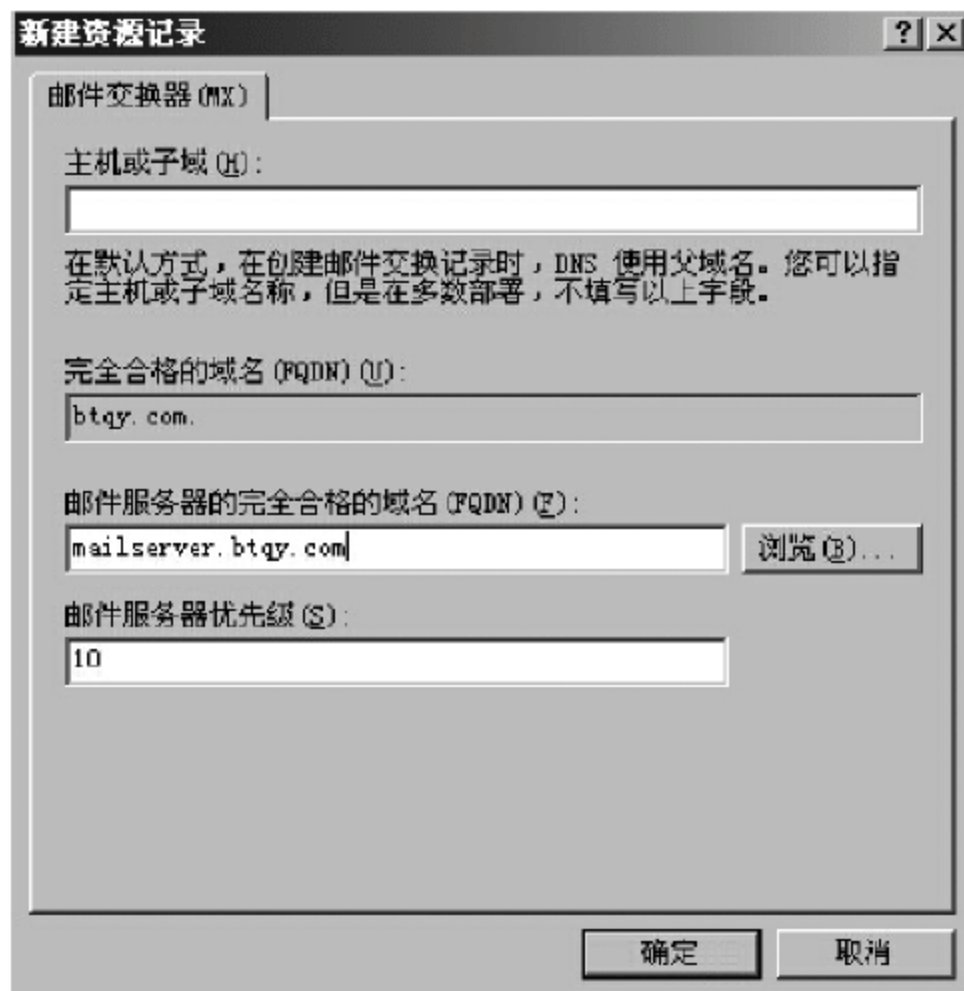 新建资源记录
邮件交换器(MX)
主机或子域(H):
在默认方式，在创建邮件交换记录时，DNS 使用父域名。您可以指
定主机或子域名称，但是在多数部署，不填写以上字段。
完全合格的域名(FQDN)(U):
btqy.com.
邮件服务器的完全合格的域名(FQDN)(F):
mailserver.btqy.com
浏览(B)...
邮件服务器优先级(S):
10
确定
取消